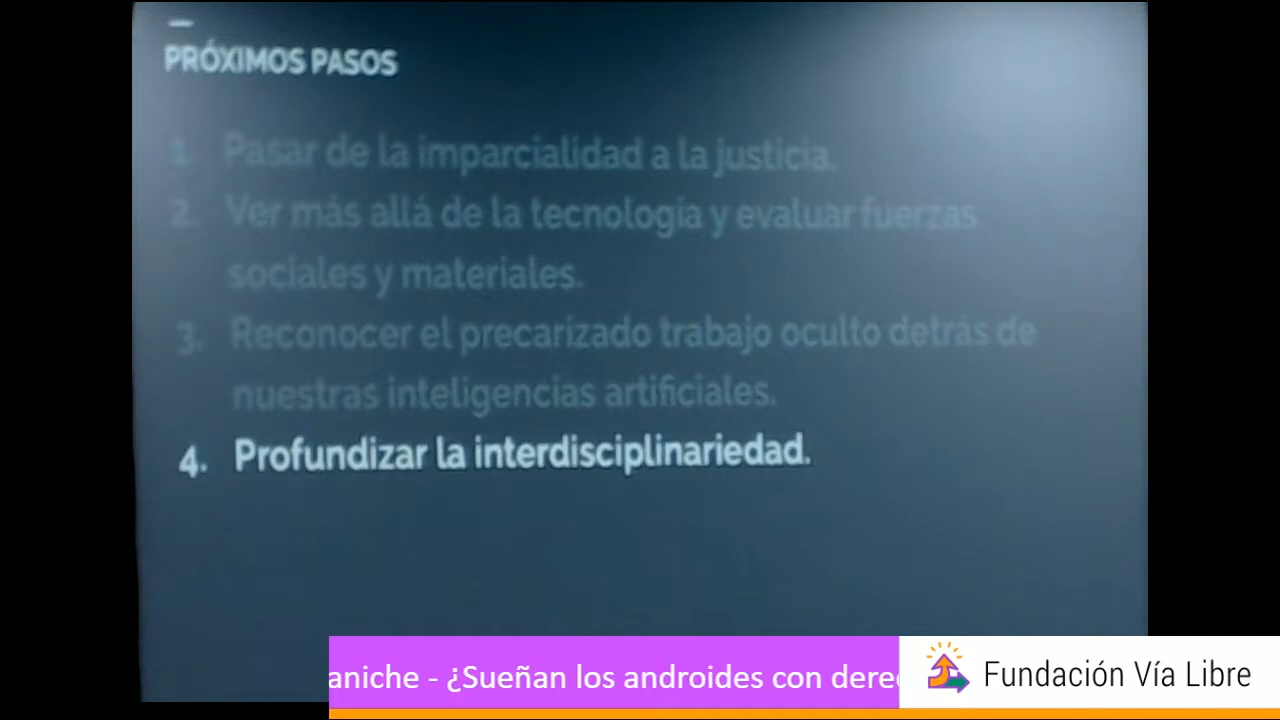 PRÓXIMOS PASOS
1. Pasar de la imparcialidad a la justicia.
2. Ver más allá de la tecnología y evaluar fuerzas
sociales y materiales.
3. Reconocer el precarizado trabajo oculto detrás de
nuestras inteligencias artificiales.
4. Profundizar la interdisciplinariedad.
aniche - ¿Sueñan los androides con dere
Fundación Vía Libre